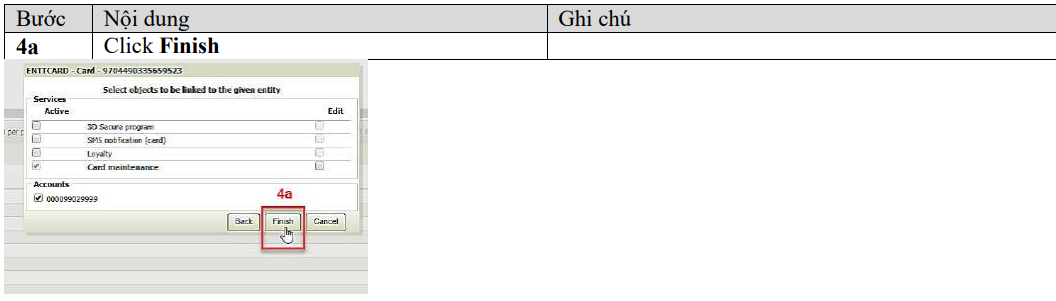 Bước Nội dung Ghi chú
4a Click Finish
ENTTCARD - Card - 9704490335659523
Select objects to be linked to the given entity
Services
Active Edit
3D Secure program
SMS notification [card]
Loyalty
Card maintenance
Accounts
000099029999
4a
Back Finish Cancel